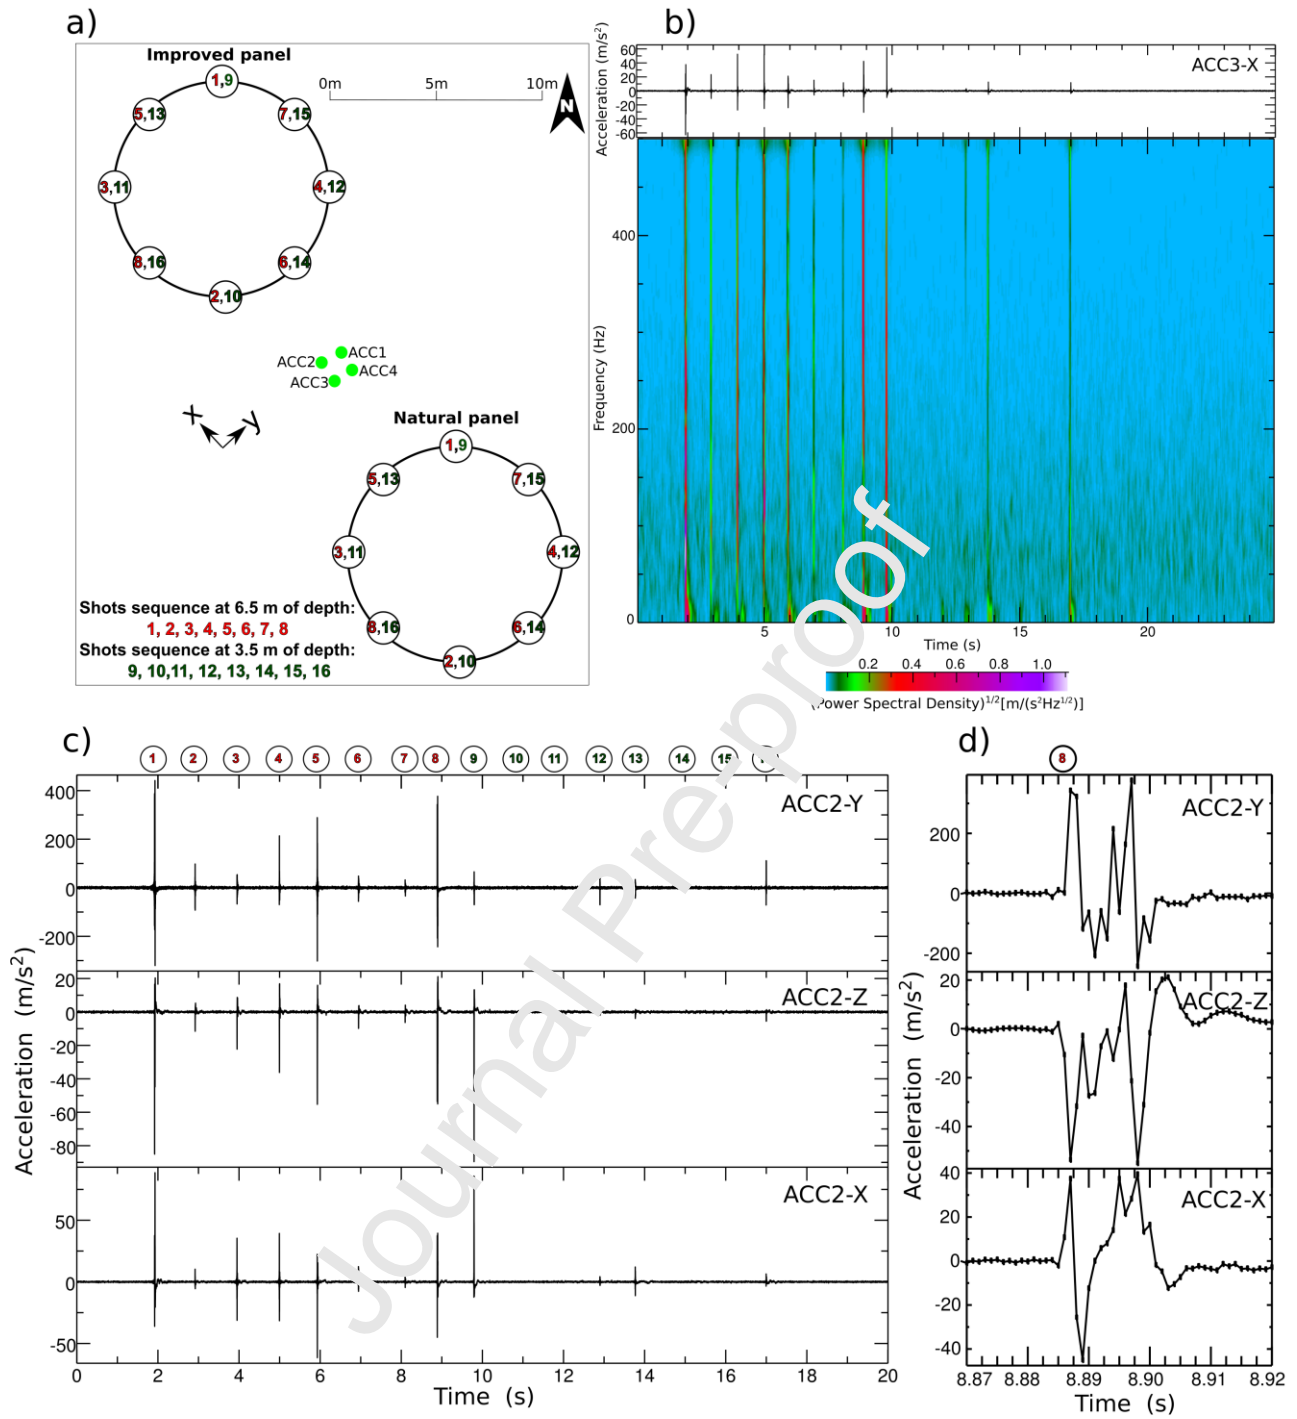 a)
Improved panel
0m 5m 10m
N
1,9
5,13
7,15
3,11
4,12
8,16
6,14
2,10
ACC1
ACC2
ACC4
ACC3
x y
Natural panel
1,9
5,13
7,15
3,11
4,12
8,16
6,14
2,10
Shots sequence at 6.5 m of depth:
1, 2, 3, 4, 5, 6, 7, 8
Shots sequence at 3.5 m of depth:
9, 10,11, 12, 13, 14, 15, 16
b)
Acceleration (m/s²)
60
40
20
0
-20
-40
-60
ACC3-X
Frequency (Hz)
400
200
0
5 10 15 20
Time (s)
0.2 0.4 0.6 0.8 1.0
(Power Spectral Density)1/2[m/(s²Hz1/2)]
c)
1 2 3 4 5 6 7 8 9 10 11 12 13 14 15
Acceleration (m/s²)
400
200
0
-200
ACC2-Y
20
0
-20
-40
-60
-80
ACC2-Z
50
0
-50
ACC2-X
0 2 4 6 8 10 12 14 16 18 20
Time (s)
d)
8
Acceleration (m/s²)
200
0
-200
ACC2-Y
20
0
-20
-40
ACC2-Z
40
20
0
-20
-40
ACC2-X
8.87 8.88 8.89 8.90 8.91 8.92
Time (s)
Journal Pre-proof